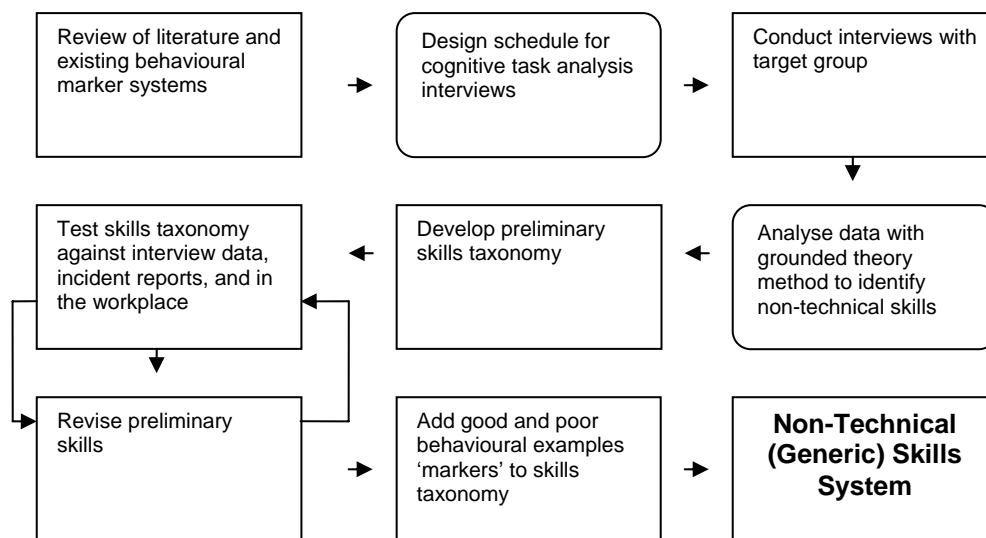 Review of literature and
existing behavioural
marker systems
Design schedule for
cognitive task analysis
interviews
Conduct interviews with
target group
Analyse data with
grounded theory
method to identify
non-technical skills
Develop preliminary
skills taxonomy
Test skills taxonomy
against interview data,
incident reports, and in
the workplace
Revise preliminary
skills
Add good and poor
behavioural examples
‘markers’ to skills
taxonomy
Non-Technical
(Generic) Skills
System